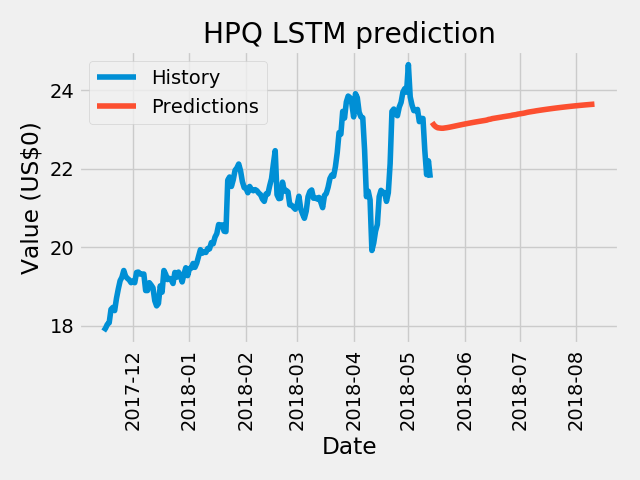 HPQ LSTM prediction
History
Predictions
Value (US$0)
24
22
20
18
2017-12
2018-01
2018-02
2018-03
2018-04
2018-05
2018-06
2018-07
2018-08
Date